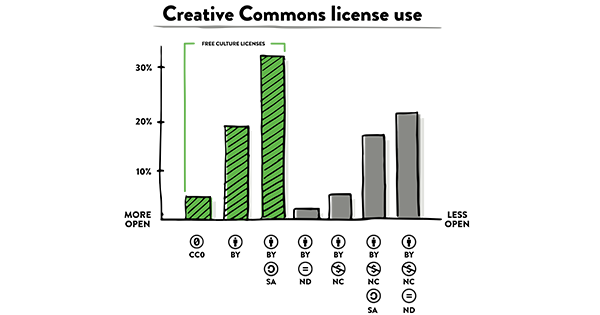 Creative Commons license use
FREE CULTURE LICENSES
30%
20%
10%
MORE
OPEN
LESS
OPEN
CC0 BY BY BY BY BY BY
SA ND NC NC NC
SA ND